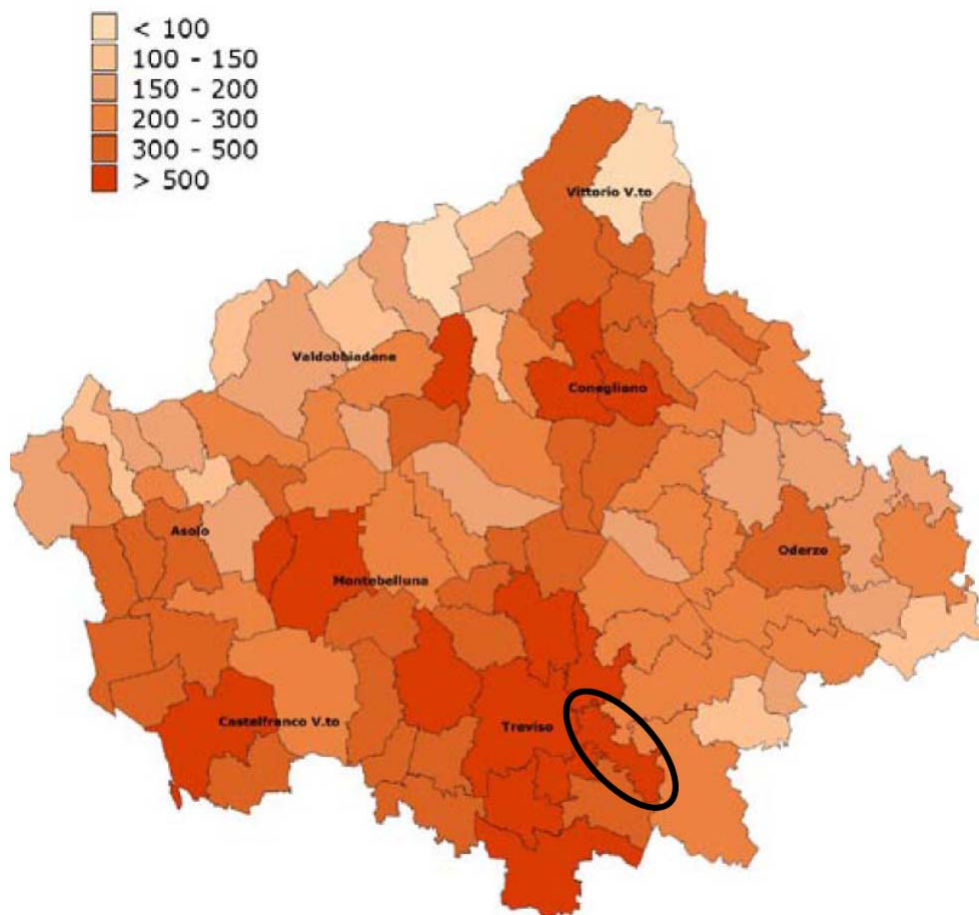 < 100
100 - 150
150 - 200
200 - 300
300 - 500
> 500
Vittorio V.to
Valdobbiadene
Conegliano
Asolo
Oderzo
Montebelluna
Castelfranco V.to
Treviso